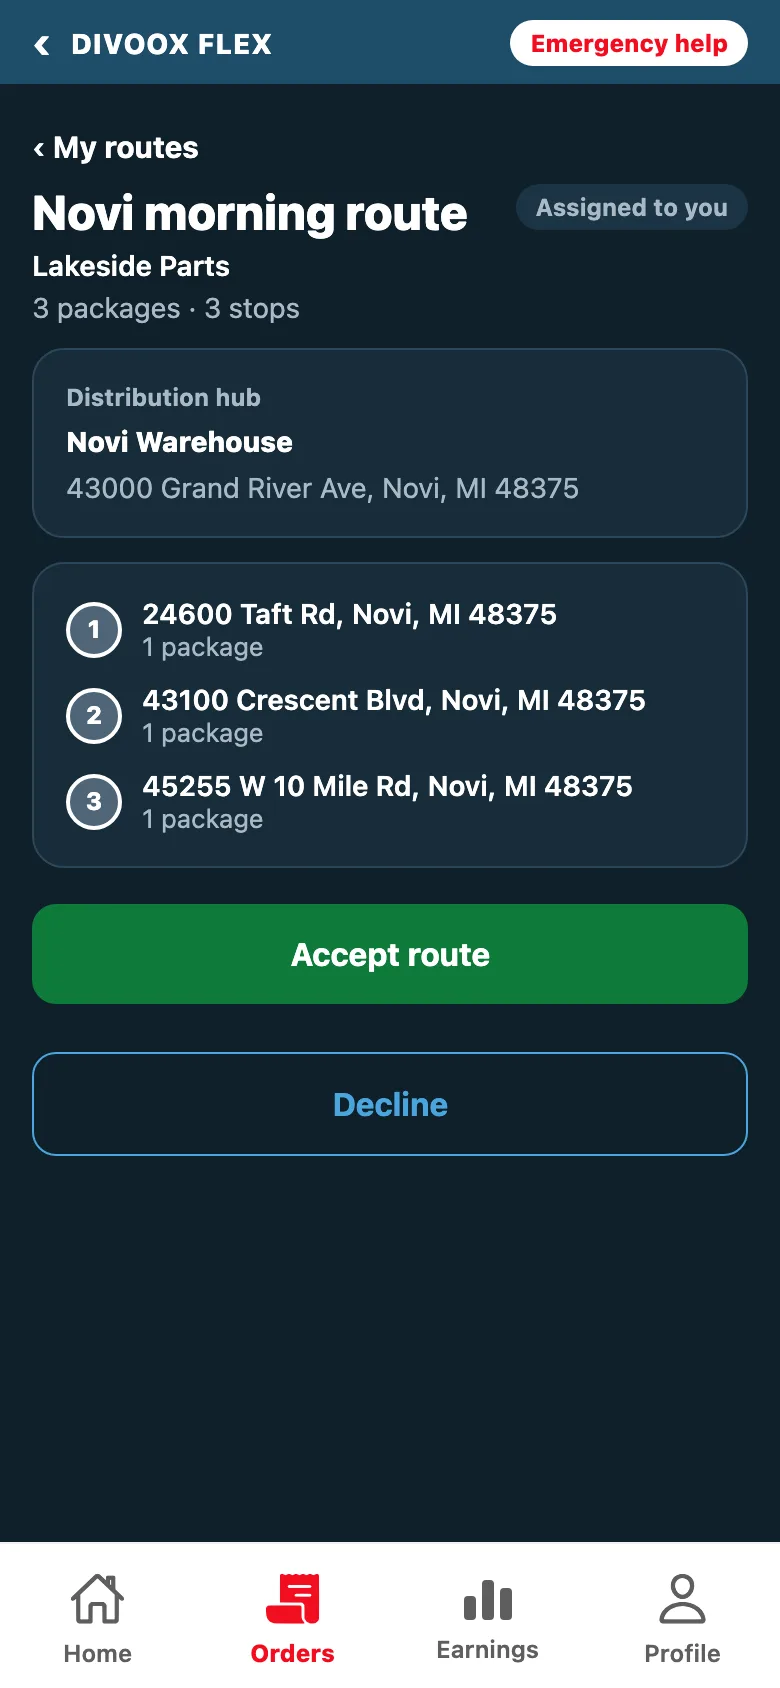 ‹ DIVOOX FLEX
Emergency help
‹ My routes
Novi morning route
Assigned to you
Lakeside Parts
3 packages · 3 stops
Distribution hub
Novi Warehouse
43000 Grand River Ave, Novi, MI 48375
1
24600 Taft Rd, Novi, MI 48375
1 package
2
43100 Crescent Blvd, Novi, MI 48375
1 package
3
45255 W 10 Mile Rd, Novi, MI 48375
1 package
Accept route
Decline
Home
Orders
Earnings
Profile